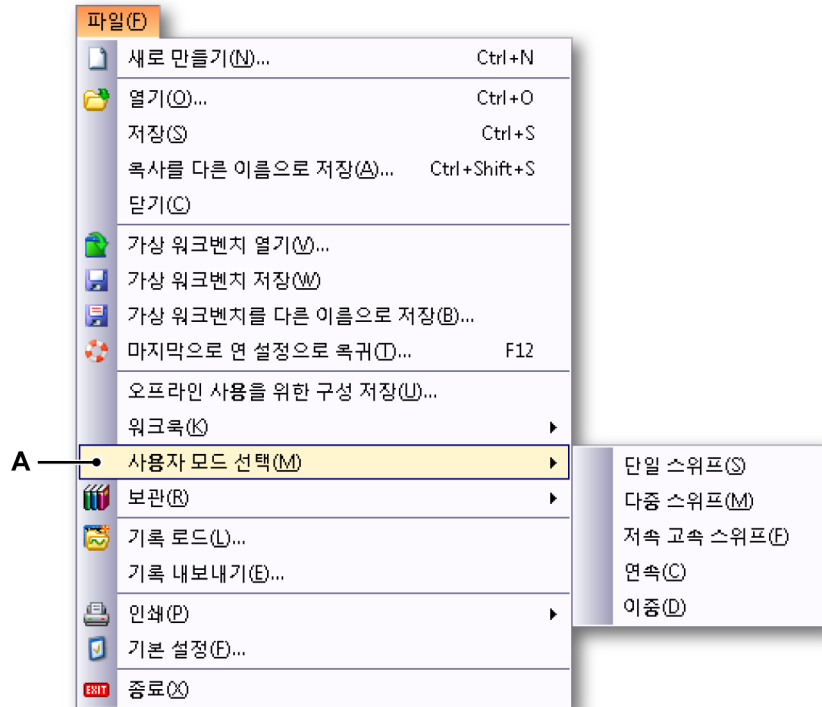 파일(F)
새로 만들기(N)... Ctrl+N
열기(O)... Ctrl+O
저장(S) Ctrl+S
복사를 다른 이름으로 저장(A)... Ctrl+Shift+S
닫기(C)
가상 워크벤치 열기(V)...
가상 워크벤치 저장(W)
가상 워크벤치를 다른 이름으로 저장(B)...
마지막으로 연 설정으로 복귀(T)... F12
오프라인 사용을 위한 구성 저장(U)...
워크북(K)
A 사용자 모드 선택(M)
단일 스위프(S)
보관(R)
다중 스위프(M)
기록 로드(L)...
저속 고속 스위프(F)
기록 내보내기(E)...
연속(C)
인쇄(P)
이중(D)
기본 설정(F)...
EXIT 종료(X)